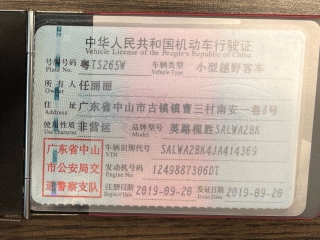 中华人民共和国机动车行驶证
Vehicle License of the People's Republic of China
号牌号码 粤TS265W 车辆类型 小型越野客车
Plate No. Vehicle Type
所有人 任丽丽
Owner
住址 广东省中山市古镇镇曹三村南安一巷8号
Address
使用性质 非营运 品牌型号 英路榄胜SALWA2BK
Use Character Model
广东省中山 车辆识别代号 SALWA2BK4JA414369
VIN
市公安局交 发动机号码 1249887306DT
Engine No.
通警察支队 注册日期 2019-09-20 发证日期 2019-09-20
Register Date Issue Date